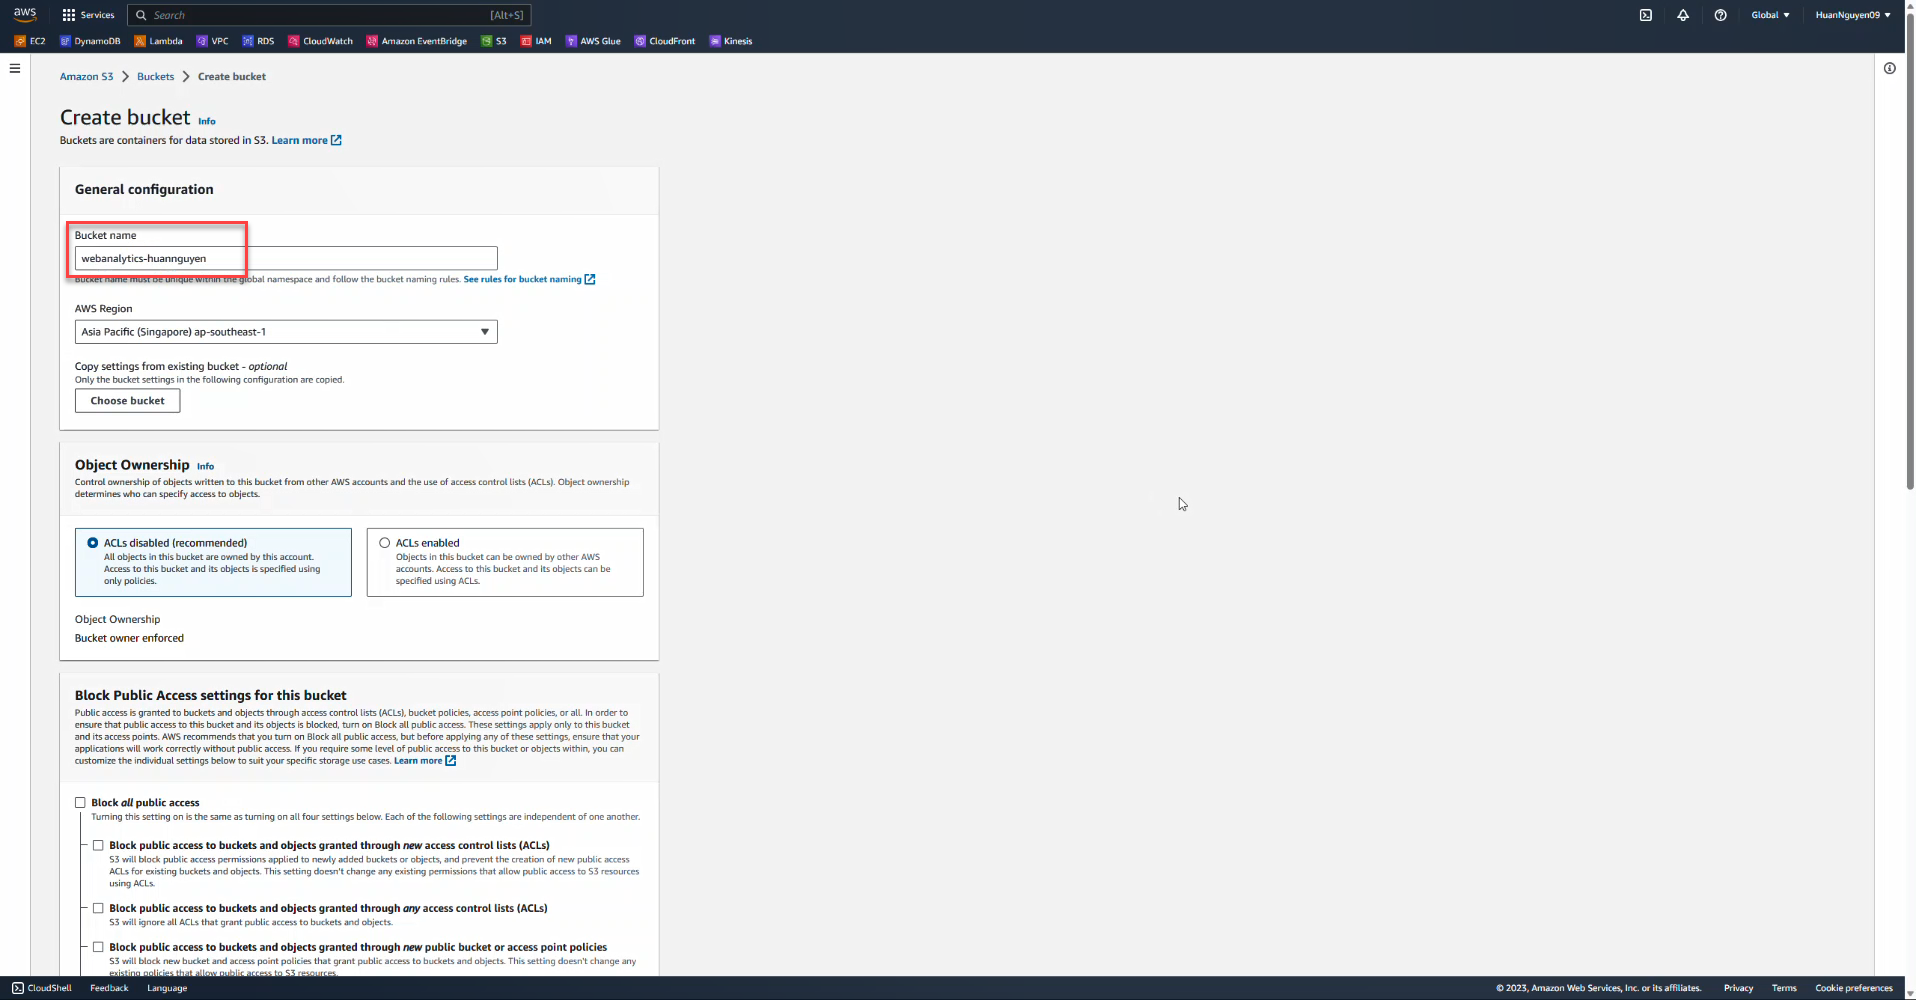 aws
Services
Search
[Alt+S]
Global
HuanNguyen09
EC2
DynamoDB
Lambda
VPC
RDS
CloudWatch
Amazon EventBridge
S3
IAM
AWS Glue
CloudFront
Kinesis
Amazon S3
Buckets
Create bucket
Create bucket Info
Buckets are containers for data stored in S3. Learn more
General configuration
Bucket name
webanalytics-huannguyen
Bucket name must be unique within the global namespace and follow the bucket naming rules. See rules for bucket naming
AWS Region
Asia Pacific (Singapore) ap-southeast-1
Copy settings from existing bucket - optional
Only the bucket settings in the following configuration are copied.
Choose bucket
Object Ownership Info
Control ownership of objects written to this bucket from other AWS accounts and the use of access control lists (ACLs). Object ownership
determines who can specify access to objects.
ACLs disabled (recommended)
All objects in this bucket are owned by this account.
Access to this bucket and its objects is specified using
only policies.
ACLs enabled
Objects in this bucket can be owned by other AWS
accounts. Access to this bucket and its objects can be
specified using ACLs.
Object Ownership
Bucket owner enforced
Block Public Access settings for this bucket
Public access is granted to buckets and objects through access control lists (ACLs), bucket policies, access point policies, or all. In order to
ensure that public access to this bucket and its objects is blocked, turn on Block all public access. These settings apply only to this bucket
and its access points. AWS recommends that you turn on Block all public access, but before applying any of these settings, ensure that your
applications will work correctly without public access. If you require some level of public access to this bucket or objects within, you can
customize the individual settings below to suit your specific storage use cases. Learn more
Block all public access
Turning this setting on is the same as turning on all four settings below. Each of the following settings are independent of one another.
Block public access to buckets and objects granted through new access control lists (ACLs)
S3 will block public access permissions applied to newly added buckets or objects, and prevent the creation of new public access
ACLs for existing buckets and objects. This setting doesn't change any existing permissions that allow public access to S3 resources
using ACLs.
Block public access to buckets and objects granted through any access control lists (ACLs)
S3 will ignore all ACLs that grant public access to buckets and objects.
Block public access to buckets and objects granted through new public bucket or access point policies
S3 will block new bucket and access point policies that grant public access to buckets and objects. This setting doesn't change any
existing policies that allow public access to S3 resources.
CloudShell
Feedback
Language
© 2023, Amazon Web Services, Inc. or its affiliates.
Privacy
Terms
Cookie preferences